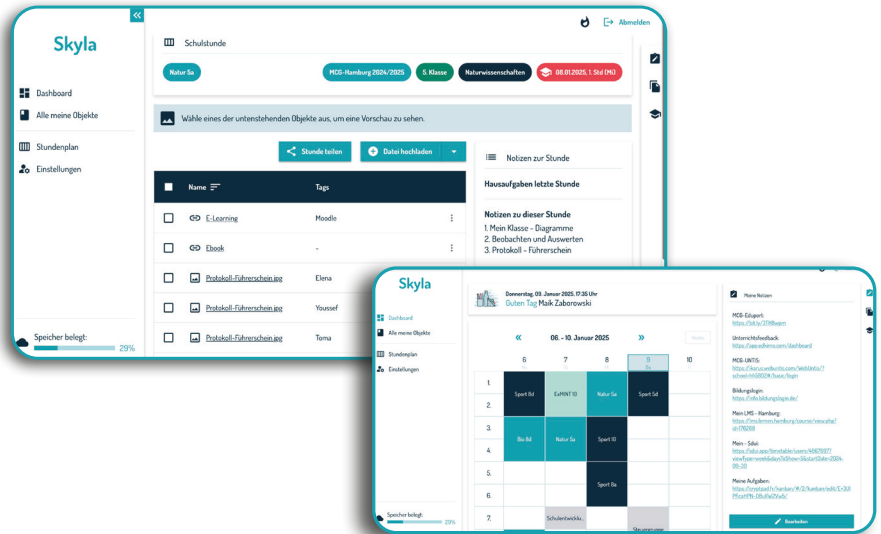 Skyla
Abmelden
Schulstunde
Natur 5a
MCG-Hamburg 2024/2025
5. Klasse
Naturwissenschaften
08.01.2025, 1. Std (Mi)
Dashboard
Alle meine Objekte
Stundenplan
Einstellungen
Wähle eines der untenstehenden Objekte aus, um eine Vorschau zu sehen.
Stunde teilen
Datei hochladen
Name
Tags
E-Learning
Moodle
Ebook
-
Protokoll-Führerschein.jpg
Elena
Protokoll-Führerschein.jpg
Youssef
Protokoll-Führerschein.jpg
Toma
Notizen zur Stunde
Hausaufgaben letzte Stunde
Notizen zu dieser Stunde
1. Mein Klasse - Diagramme
2. Beobachten und Auswerten
3. Protokoll - Führerschein
Speicher belegt:
29%
Skyla
Dashboard
Alle meine Objekte
Stundenplan
Einstellungen
Donnerstag, 09. Januar 2025, 17:35 Uhr
Guten Tag Maik Zaborowski
06. - 10. Januar 2025
6
7
8
9
10
1.
2.
3.
4.
5.
6.
7.
Sport 8d
ExMINT 10
Natur 5a
Sport 5d
Bio 8d
Natur 5a
Sport 10
Sport 8a
Schulentwicklu...
Meine Notizen
MCG-Eduport:
Unterrichtsfeedback
https://app.edkimo.com/dashboard
MCG-UNTIS:
Bildungslogin:
https://info.bildungslogin.de/
Mein LMS - Hamburg:
Mein - Sdui:
Meine Aufgaben:
Bearbeiten
Speicher belegt:
29%